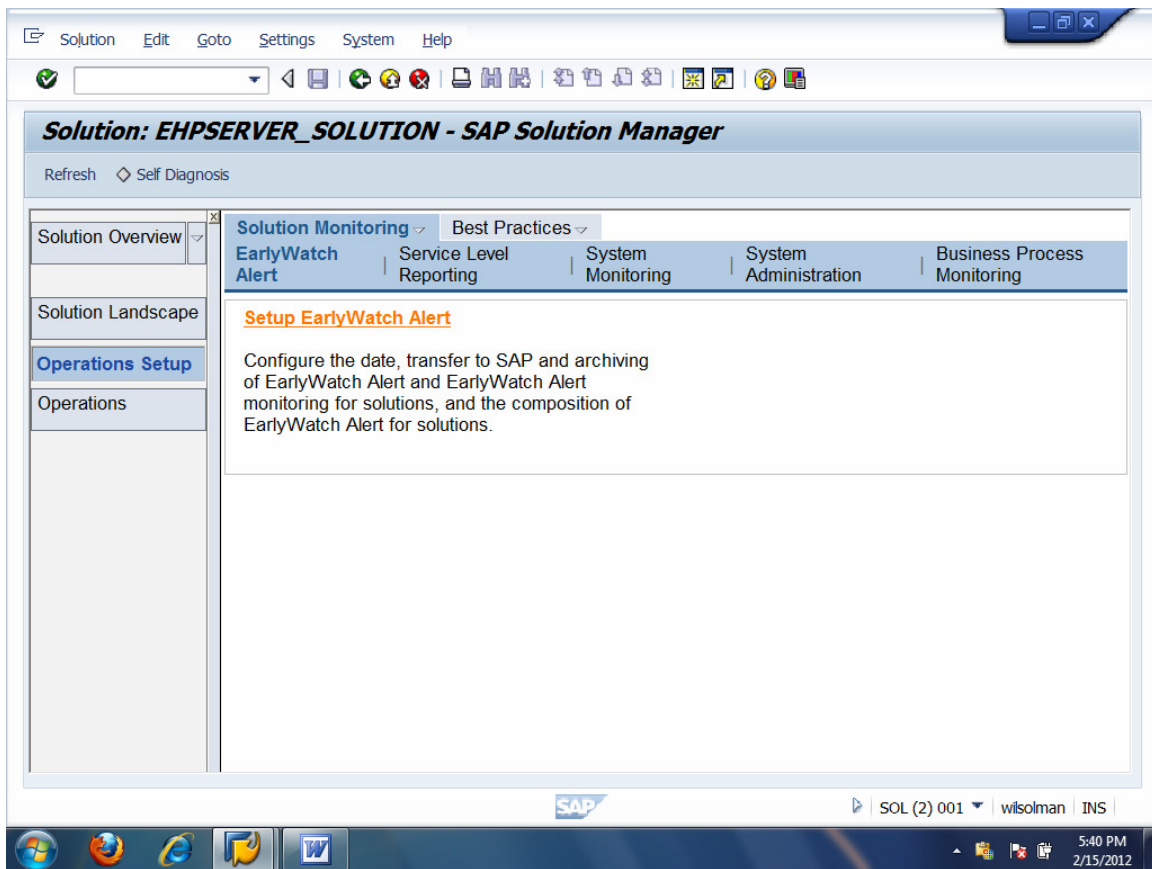 Solution Edit Goto Settings System Help
Solution: EHPSERVER_SOLUTION - SAP Solution Manager
Refresh Self Diagnosis
Solution Overview
Solution Landscape
Operations Setup
Operations
Solution Monitoring Best Practices
EarlyWatch Alert | Service Level Reporting | System Monitoring | System Administration | Business Process Monitoring
Setup EarlyWatch Alert
Configure the date, transfer to SAP and archiving
of EarlyWatch Alert and EarlyWatch Alert
monitoring for solutions, and the composition of
EarlyWatch Alert for solutions.
SAP
SOL (2) 001 wilsolman INS
W
5:40 PM
2/15/2012